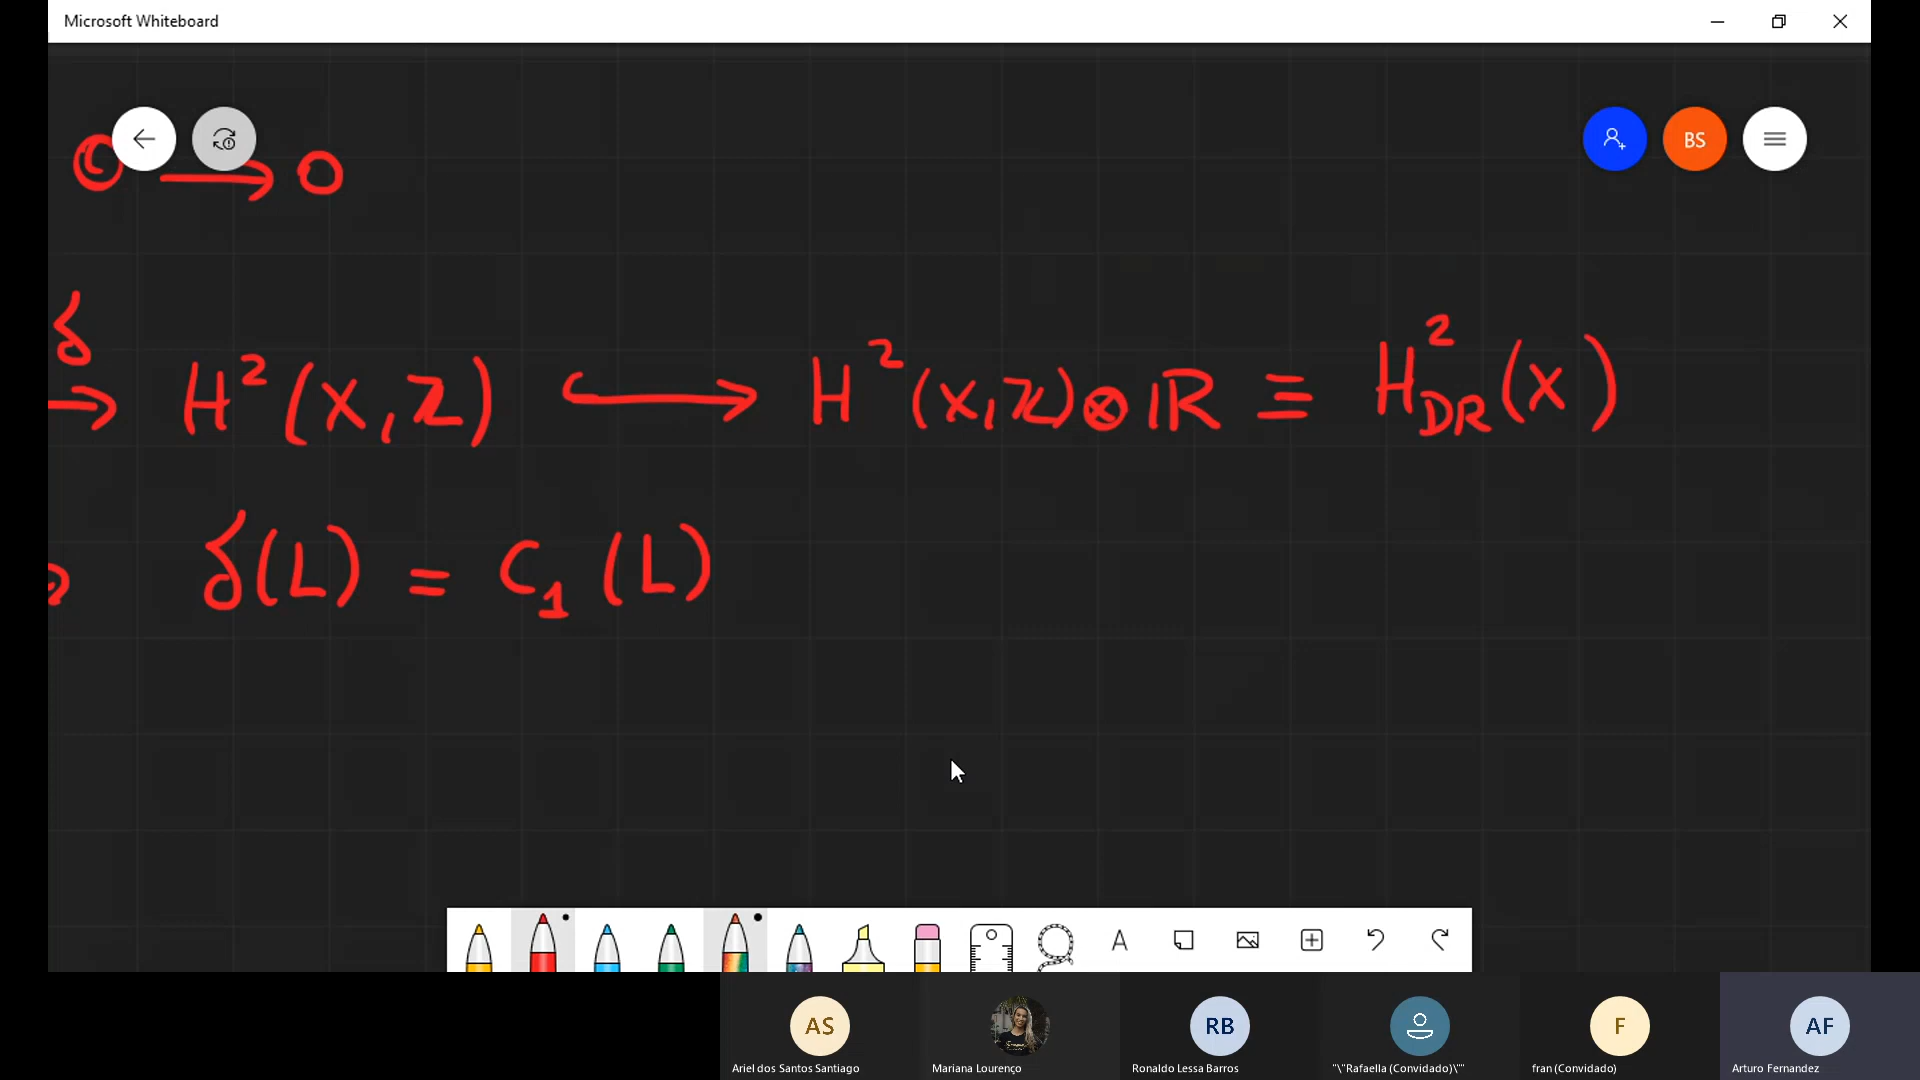 Microsoft Whiteboard
→ 0
BS
δ
→ H²(X,Z) ↪ H²(X,Z)⊗ℝ ≡ H²_DR(X)
δ(L) = C₁(L)
A
AS
RB
F
AF
Ariel dos Santos Santiago
Mariana Lourenço
Ronaldo Lessa Barros
"\"Rafaella (Convidado)\""
fran (Convidado)
Arturo Fernandez